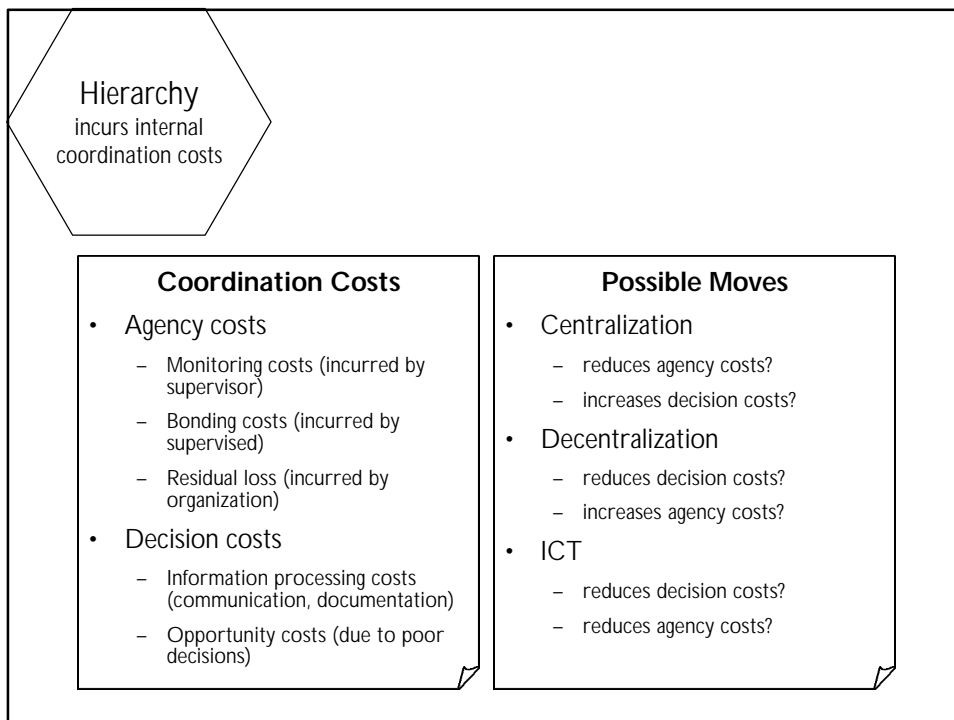 Hierarchy
incurs internal
coordination costs
Coordination Costs
• Agency costs
– Monitoring costs (incurred by
supervisor)
– Bonding costs (incurred by
supervised)
– Residual loss (incurred by
organization)
• Decision costs
– Information processing costs
(communication, documentation)
– Opportunity costs (due to poor
decisions)
Possible Moves
• Centralization
– reduces agency costs?
– increases decision costs?
• Decentralization
– reduces decision costs?
– increases agency costs?
• ICT
– reduces decision costs?
– reduces agency costs?